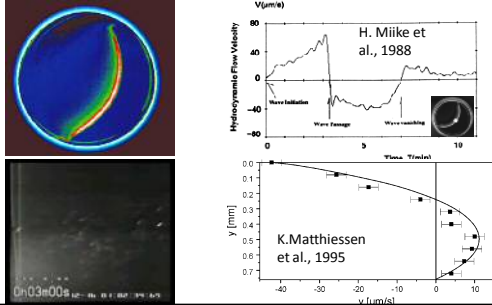 V(μm/s)
80
40
0
-40
-80
Hydrodynamic Flow Velocity
H. Miike et
al., 1988
Wave Initiation
Wave Passage
Wave vanishing
0
5
10
Time, T(min)
0.0
0.1
0.2
0.3
0.4
0.5
0.6
0.7
y [mm]
K.Matthiessen
et al., 1995
-40
-30
-20
-10
0
10
v [μm/s]
0h03m00s